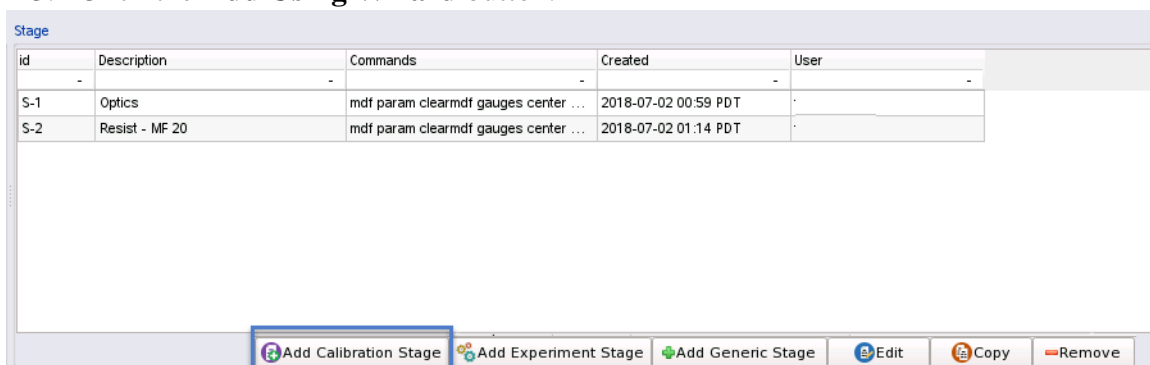 Stage
id Description Commands Created User
- - - - -
S-1 Optics mdf param clearmdf gauges center ... 2018-07-02 00:59 PDT
S-2 Resist - MF 20 mdf param clearmdf gauges center ... 2018-07-02 01:14 PDT
Add Calibration Stage Add Experiment Stage Add Generic Stage Edit Copy Remove